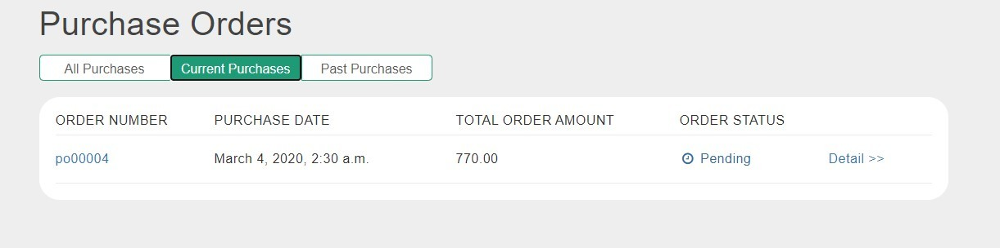 Purchase Orders
All Purchases Current Purchases Past Purchases
ORDER NUMBER PURCHASE DATE TOTAL ORDER AMOUNT ORDER STATUS
po00004 March 4, 2020, 2:30 a.m. 770.00 Pending Detail >>